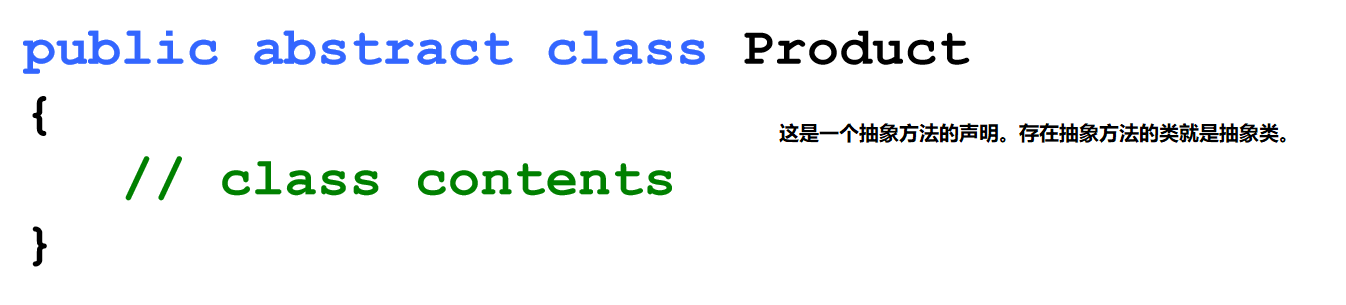 public abstract class Product
{
这是一个抽象方法的声明。存在抽象方法的类就是抽象类。
// class contents
}